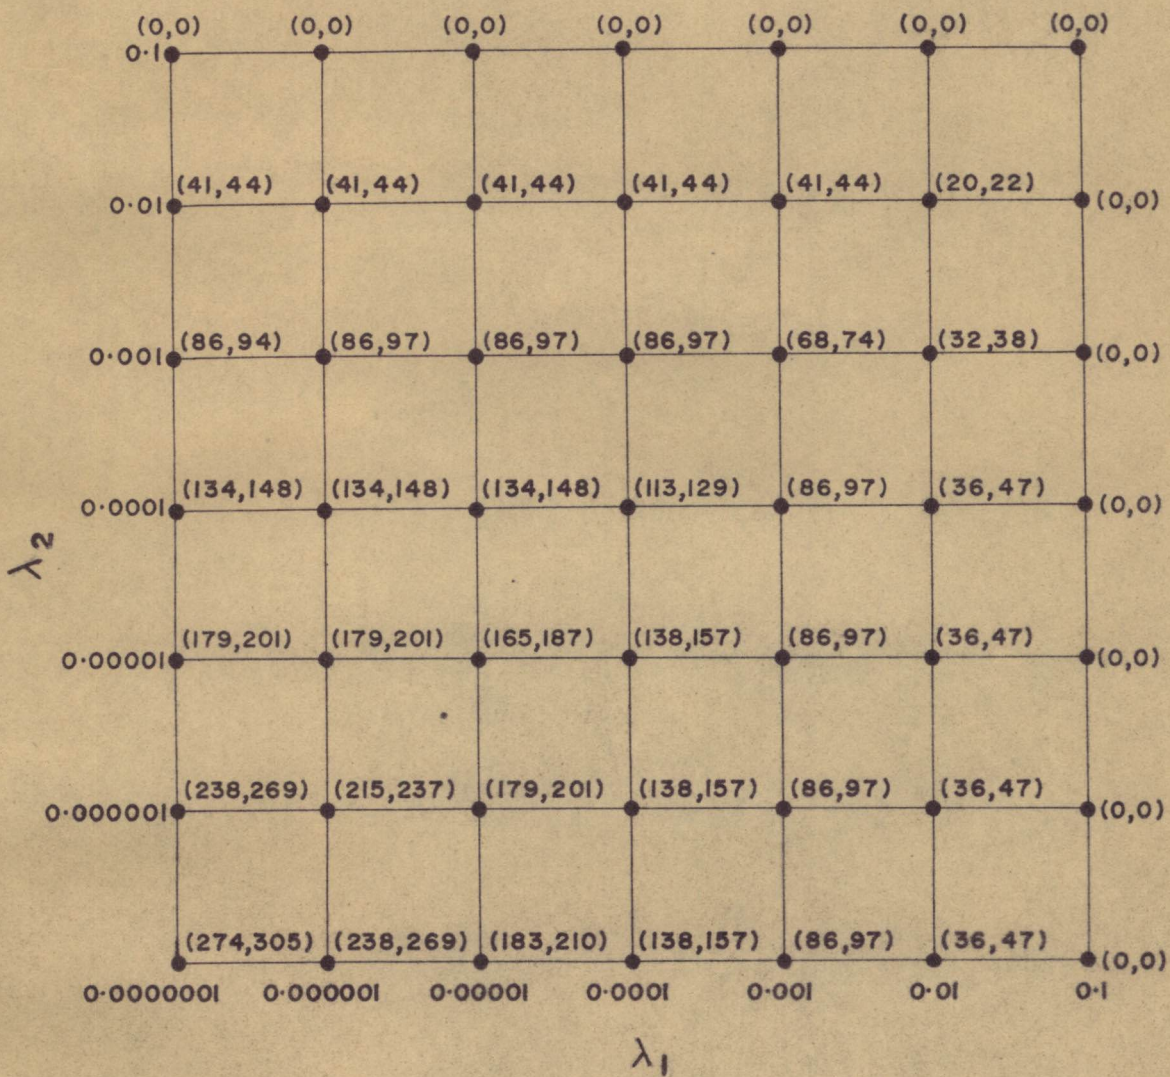 (0,0) (0,0) (0,0) (0,0) (0,0) (0,0) (0,0)
0·1
(41,44) (41,44) (41,44) (41,44) (41,44) (20,22)
0·01 (0,0)
(86,94) (86,97) (86,97) (86,97) (68,74) (32,38)
0·001 (0,0)
(134,148) (134,148) (134,148) (113,129) (86,97) (36,47)
0·0001 (0,0)
λ2
(179,201) (179,201) (165,187) (138,157) (86,97) (36,47)
0·00001 (0,0)
(238,269) (215,237) (179,201) (138,157) (86,97) (36,47)
0·000001 (0,0)
(274,305) (238,269) (183,210) (138,157) (86,97) (36,47)
(0,0)
0·0000001 0·000001 0·00001 0·0001 0·001 0·01 0·1
λ1